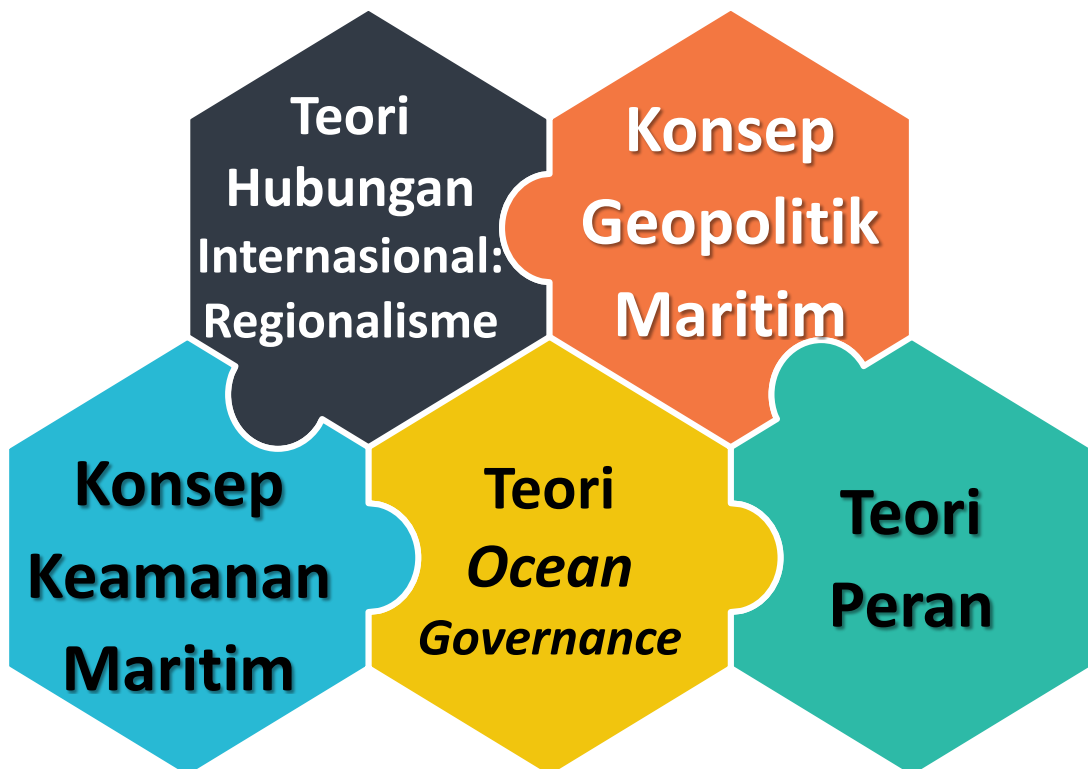 Teori
Hubungan
Internasional:
Regionalisme
Konsep
Geopolitik
Maritim
Konsep
Keamanan
Maritim
Teori
Ocean
Governance
Teori
Peran